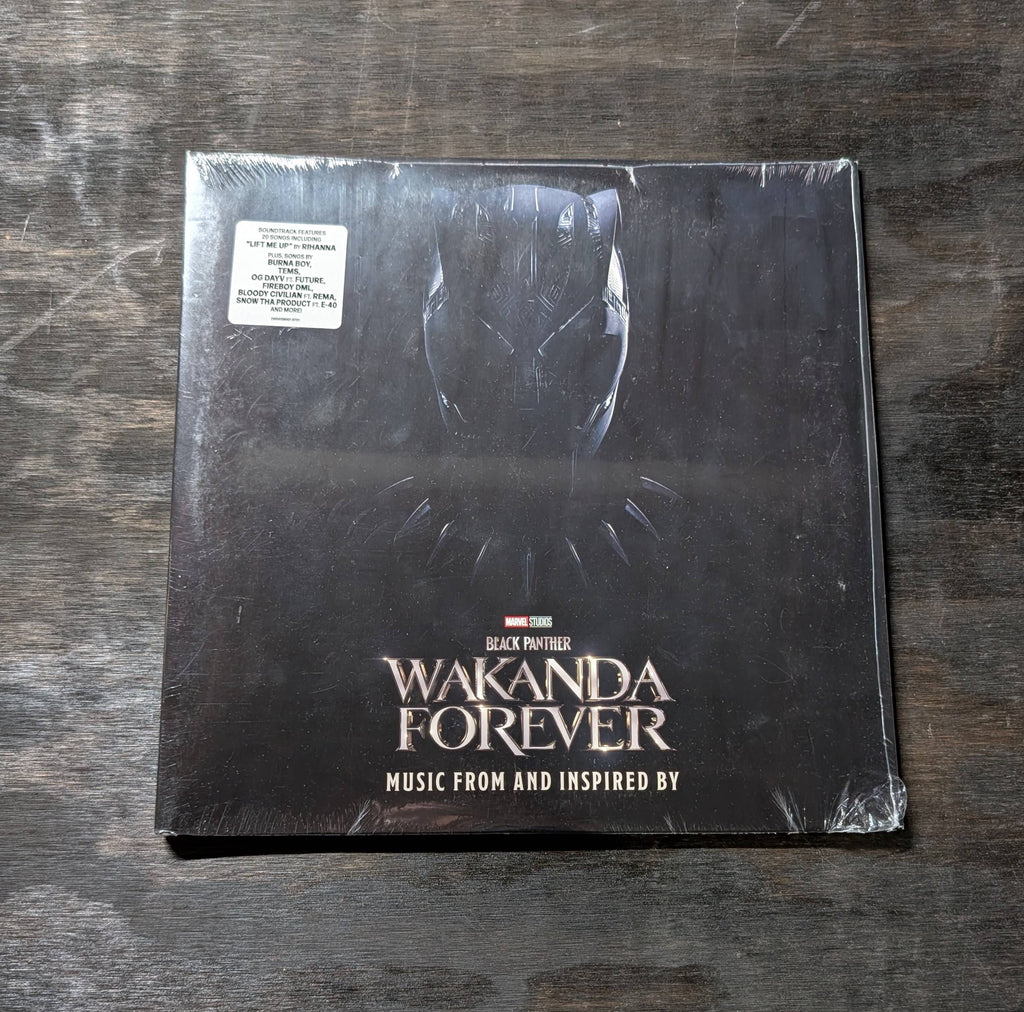 SOUNDTRACK FEATURES
20 SONGS INCLUDING
"LIFT ME UP" BY RIHANNA
PLUS, SONGS BY
BURNA BOY,
TEMS,
OG DAYV FT. FUTURE,
FIREBOY DML,
BLOODY CIVILIAN FT. REMA,
SNOW THA PRODUCT FT. E-40
AND MORE!
MARVEL STUDIOS
BLACK PANTHER
WAKANDA
FOREVER
MUSIC FROM AND INSPIRED BY